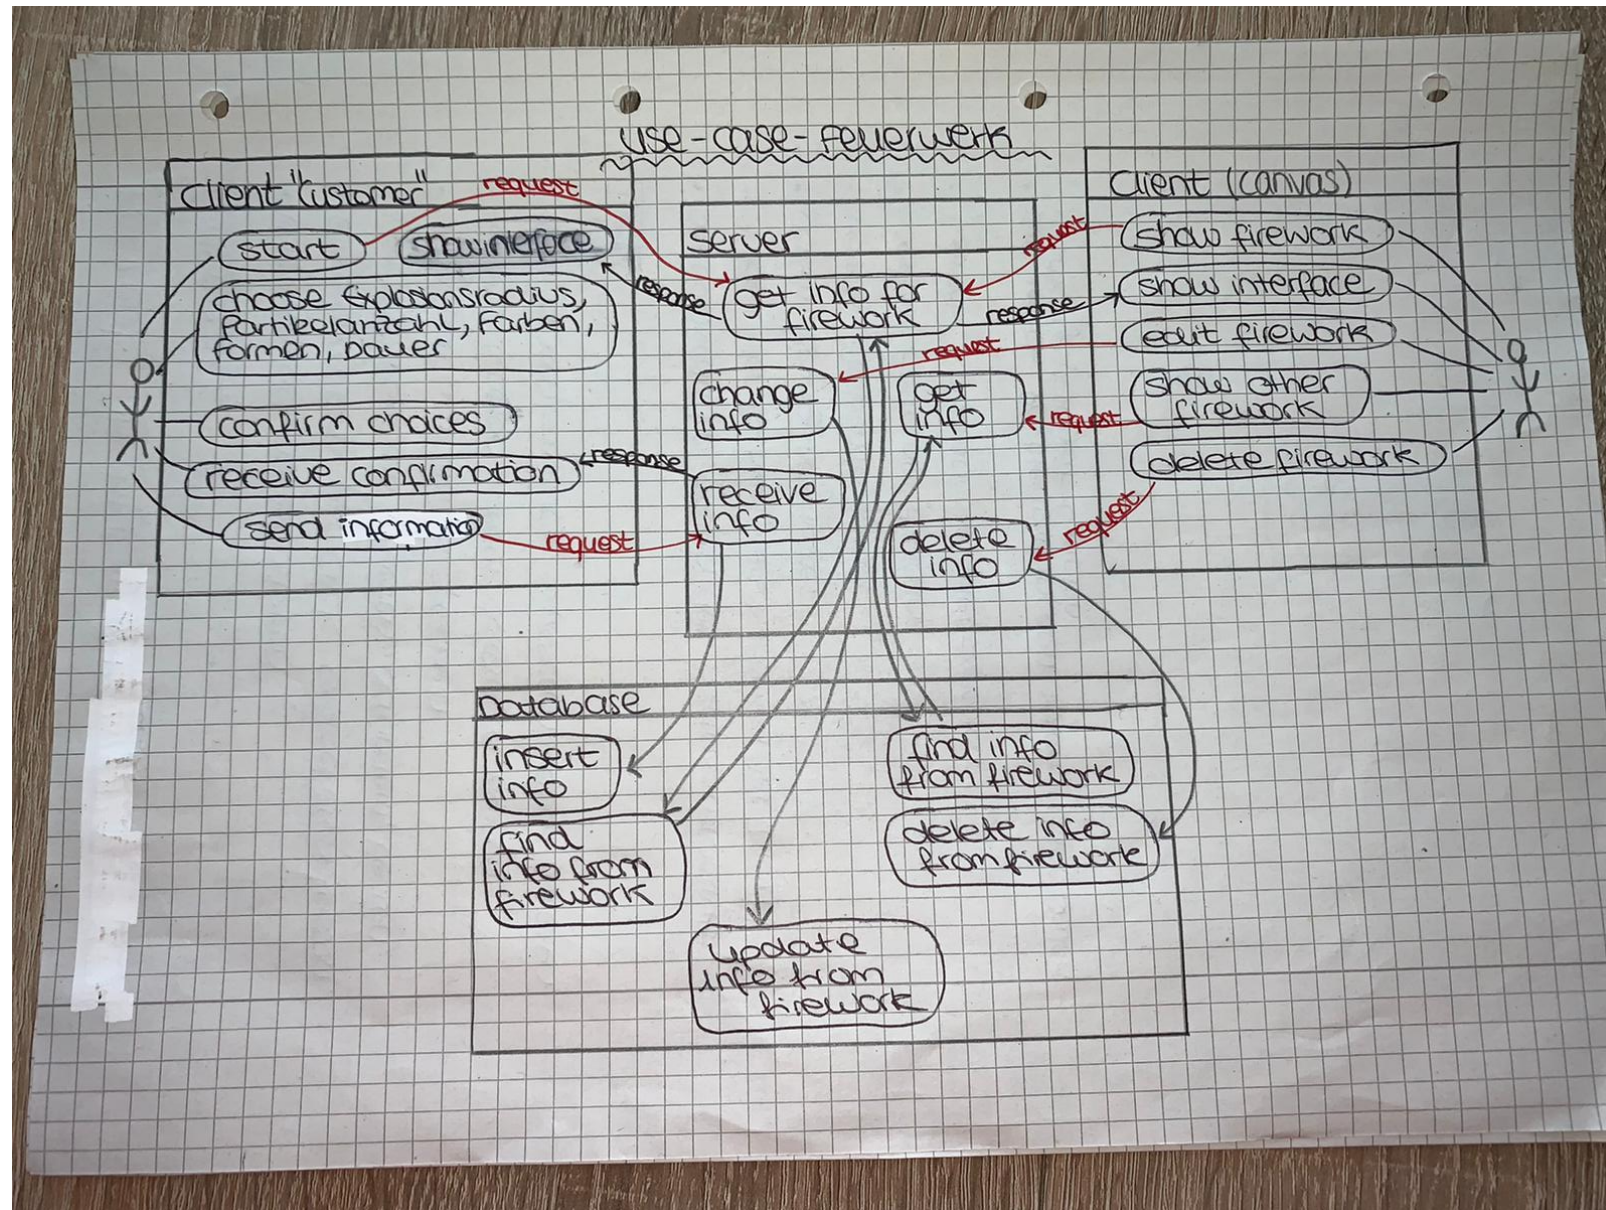 use-case-feuerwerk
Client "Customer"
request
start
show interface
choose Explosionsradius,
Partikelanzahl, Farben,
Formen, Dauer
confirm choices
receive confirmation
send information
response
response
request
server
get info for
firework
change
info
get
info
receive
info
delete
info
Client (Canvas)
show firework
show interface
edit firework
show other
firework
delete firework
request
response
request
request
request
Database
insert
info
find
info from
firework
update
info from
firework
find info
from firework
delete info
from firework